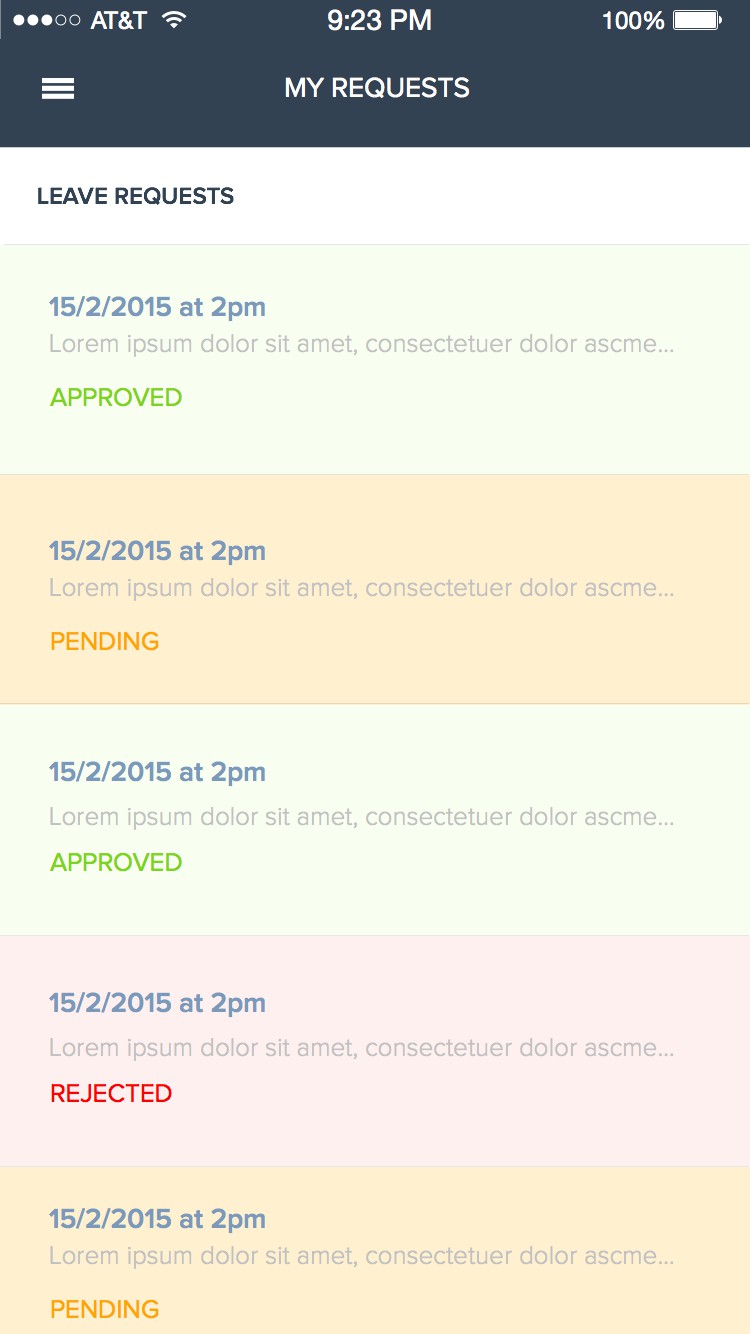 AT&T 9:23 PM 100%
MY REQUESTS
LEAVE REQUESTS
15/2/2015 at 2pm
Lorem ipsum dolor sit amet, consectetuer dolor ascme...
APPROVED
15/2/2015 at 2pm
Lorem ipsum dolor sit amet, consectetuer dolor ascme...
PENDING
15/2/2015 at 2pm
Lorem ipsum dolor sit amet, consectetuer dolor ascme...
APPROVED
15/2/2015 at 2pm
Lorem ipsum dolor sit amet, consectetuer dolor ascme...
REJECTED
15/2/2015 at 2pm
Lorem ipsum dolor sit amet, consectetuer dolor ascme...
PENDING